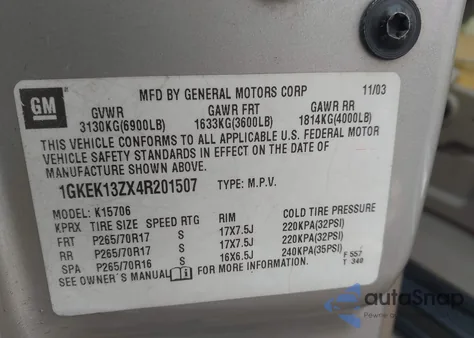 MFD BY GENERAL MOTORS CORP 11/03
GM
GVWR GAWR FRT GAWR RR
3130KG(6900LB) 1633KG(3600LB) 1814KG(4000LB)
THIS VEHICLE CONFORMS TO ALL APPLICABLE U.S. FEDERAL MOTOR
VEHICLE SAFETY STANDARDS IN EFFECT ON THE DATE OF
MANUFACTURE SHOWN ABOVE.
1GKEK13ZX4R201507 TYPE: M.P.V.
MODEL: K15706
KPRX TIRE SIZE SPEED RTG RIM COLD TIRE PRESSURE
FRT P265/70R17 S 17X7.5J 220KPA(32PSI)
RR P265/70R17 S 17X7.5J 220KPA(32PSI)
SPA P265/70R16 S 16X6.5J 240KPA(35PSI)
SEE OWNER'S MANUAL i FOR MORE INFORMATION.
F 557
T 340
autoSnap